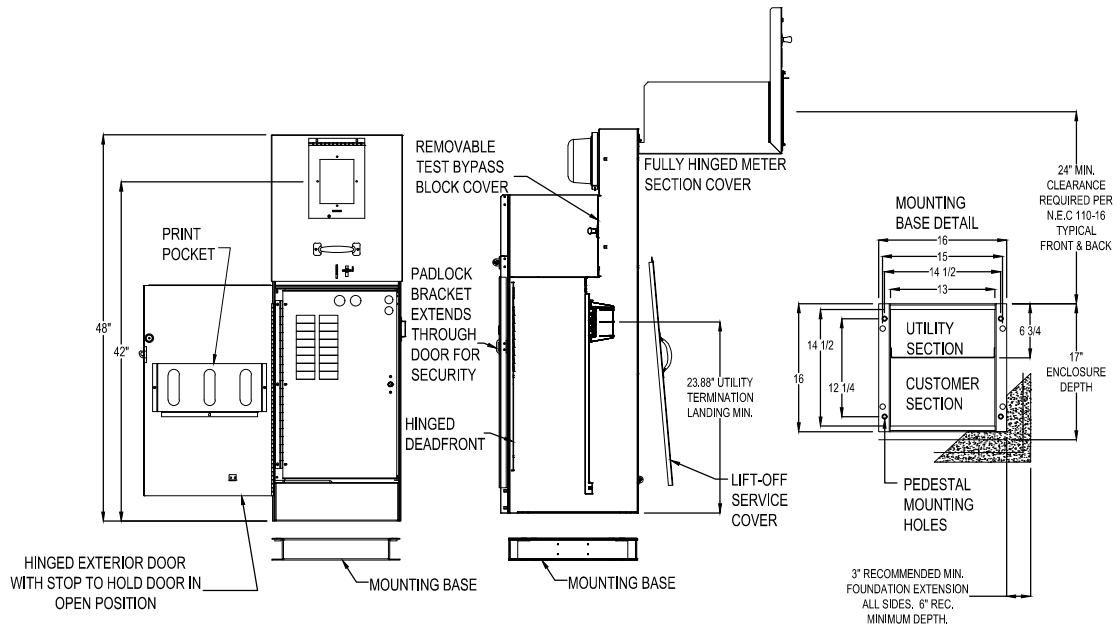 48"
42"
PRINT
POCKET
HINGED EXTERIOR DOOR
WITH STOP TO HOLD DOOR IN
OPEN POSITION
MOUNTING BASE
REMOVABLE
TEST BYPASS
BLOCK COVER
PADLOCK
BRACKET
EXTENDS
THROUGH
DOOR FOR
SECURITY
HINGED
DEADFRONT
FULLY HINGED METER
SECTION COVER
23.88" UTILITY
TERMINATION
LANDING MIN.
LIFT-OFF
SERVICE
COVER
MOUNTING BASE
24" MIN.
CLEARANCE
REQUIRED PER
N.E.C 110-16
TYPICAL
FRONT & BACK
MOUNTING
BASE DETAIL
16
15
14 1/2
13
UTILITY
SECTION
CUSTOMER
SECTION
6 3/4
14 1/2
16
12 1/4
17"
ENCLOSURE
DEPTH
PEDESTAL
MOUNTING
HOLES
3" RECOMMENDED MIN.
FOUNDATION EXTENSION
ALL SIDES. 6" REC.
MINIMUM DEPTH.